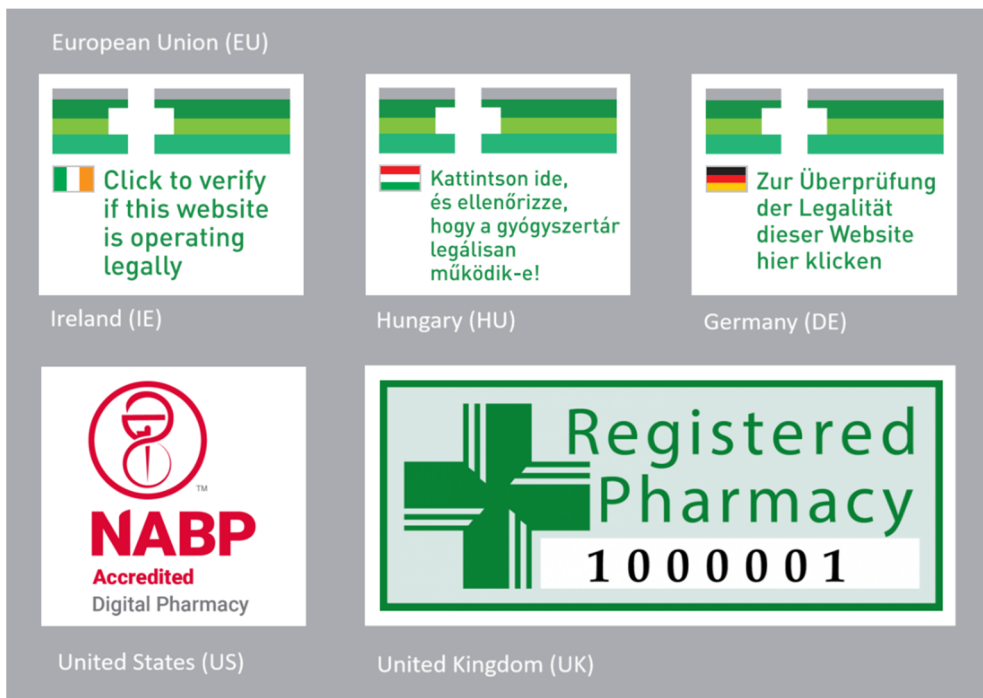 European Union (EU)
Click to verify
if this website
is operating
legally
Ireland (IE)
Kattintson ide,
és ellenőrizze,
hogy a gyógyszertár
legálisan
működik-e!
Hungary (HU)
Zur Überprüfung
der Legalität
dieser Website
hier klicken
Germany (DE)
TM
NABP
Accredited
Digital Pharmacy
United States (US)
Registered
Pharmacy
1000001
United Kingdom (UK)